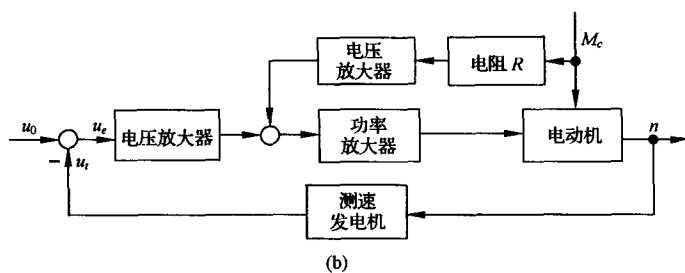 电压
放大器
电阻 R
M_c
u_0
u_e
电压放大器
功率
放大器
电动机
n
−
u_t
测速
发电机
(b)